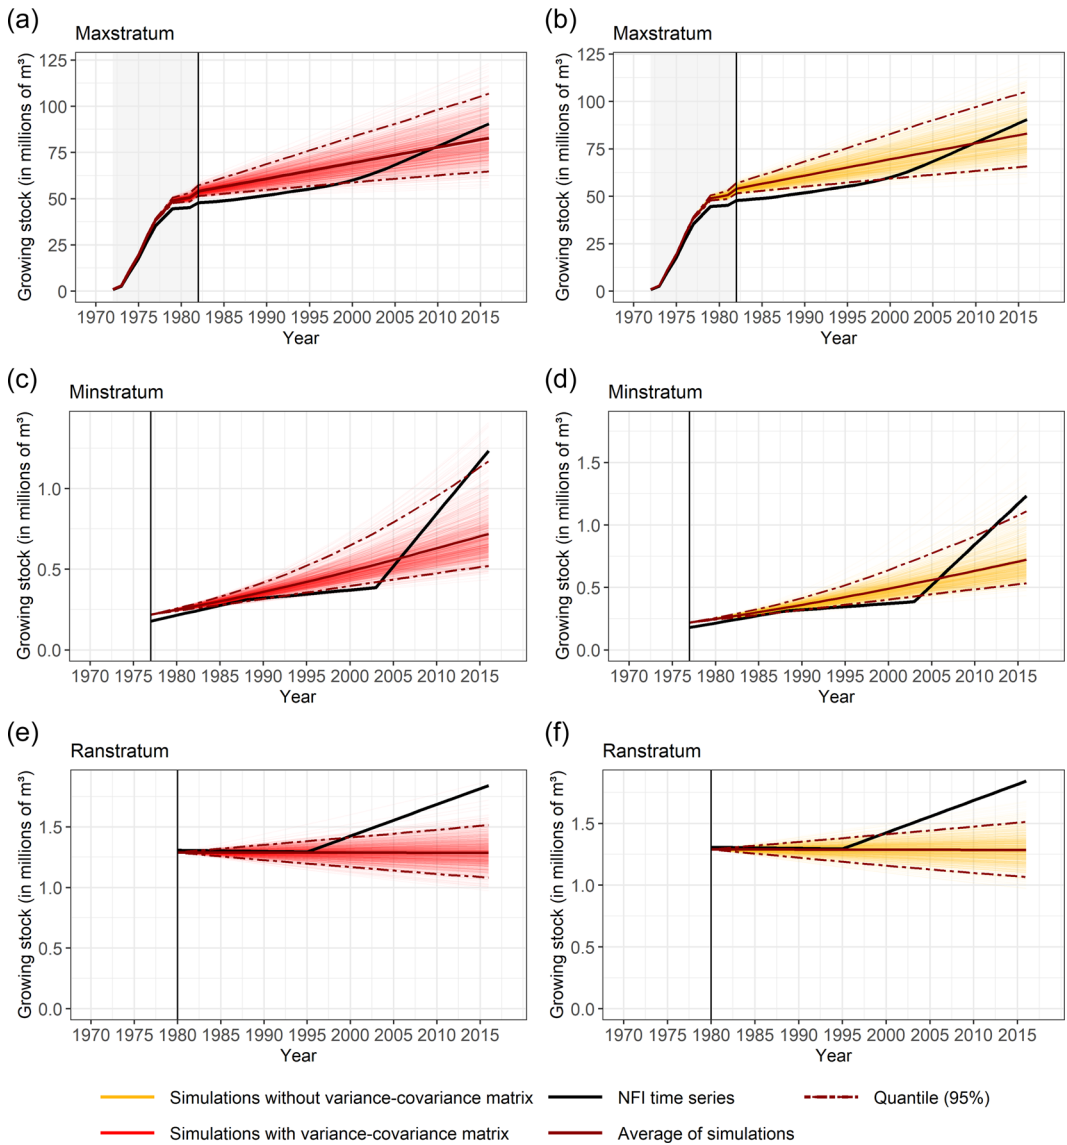 (a)
Maxstratum
Growing stock (in millions of m³)
125
100
75
50
25
0
1970 1975 1980 1985 1990 1995 2000 2005 2010 2015
Year
(b)
Maxstratum
Growing stock (in millions of m³)
125
100
75
50
25
0
1970 1975 1980 1985 1990 1995 2000 2005 2010 2015
Year
(c)
Minstratum
Growing stock (in millions of m³)
1.0
0.5
0.0
1970 1975 1980 1985 1990 1995 2000 2005 2010 2015
Year
(d)
Minstratum
Growing stock (in millions of m³)
1.5
1.0
0.5
0.0
1970 1975 1980 1985 1990 1995 2000 2005 2010 2015
Year
(e)
Ranstratum
Growing stock (in millions of m³)
1.5
1.0
0.5
0.0
1970 1975 1980 1985 1990 1995 2000 2005 2010 2015
Year
(f)
Ranstratum
Growing stock (in millions of m³)
1.5
1.0
0.5
0.0
1970 1975 1980 1985 1990 1995 2000 2005 2010 2015
Year
Simulations without variance-covariance matrix
NFI time series
Quantile (95%)
Simulations with variance-covariance matrix
Average of simulations